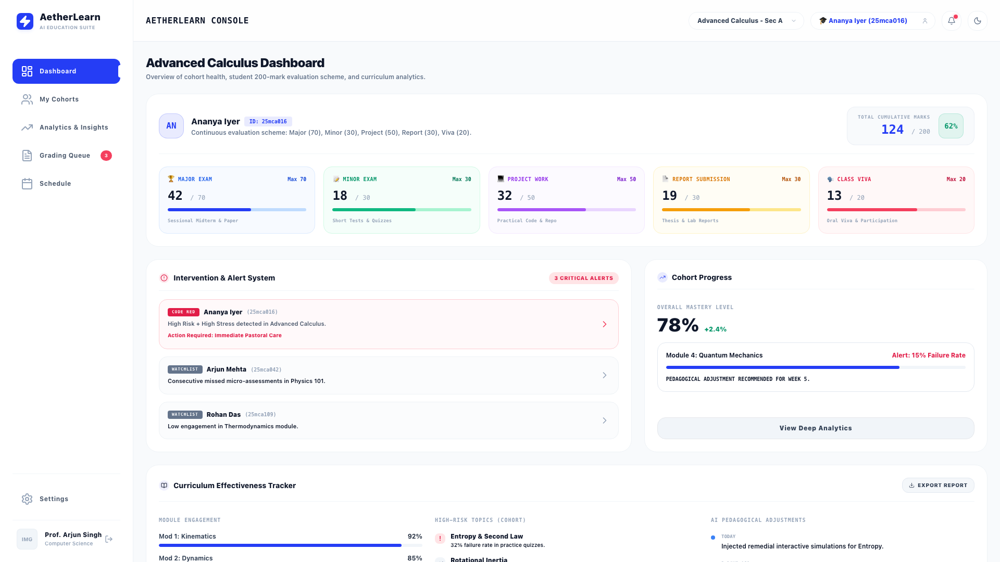 AetherLearn
AI EDUCATION SUITE
Dashboard
My Cohorts
Analytics & Insights
Grading Queue 3
Schedule
Settings
IMG
Prof. Arjun Singh
Computer Science
AETHERLEARN CONSOLE
Advanced Calculus - Sec A
🎓 Ananya Iyer (25mca016)
Advanced Calculus Dashboard
Overview of cohort health, student 200-mark evaluation scheme, and curriculum analytics.
AN
Ananya Iyer ID: 25mca016
Continuous evaluation scheme: Major (70), Minor (30), Project (50), Report (30), Viva (20).
TOTAL CUMULATIVE MARKS
124 / 200
62%
🏆 MAJOR EXAM Max 70
42 / 70
Sessional Midterm & Paper
📝 MINOR EXAM Max 30
18 / 30
Short Tests & Quizzes
💻 PROJECT WORK Max 50
32 / 50
Practical Code & Repo
REPORT SUBMISSION Max 30
19 / 30
Thesis & Lab Reports
🗣️ CLASS VIVA Max 20
13 / 20
Oral Viva & Participation
Intervention & Alert System
3 CRITICAL ALERTS
CODE RED Ananya Iyer (25mca016)
High Risk + High Stress detected in Advanced Calculus.
Action Required: Immediate Pastoral Care
WATCHLIST Arjun Mehta (25mca042)
Consecutive missed micro-assessments in Physics 101.
WATCHLIST Rohan Das (25mca109)
Low engagement in Thermodynamics module.
Cohort Progress
OVERALL MASTERY LEVEL
78% +2.4%
Module 4: Quantum Mechanics Alert: 15% Failure Rate
PEDAGOGICAL ADJUSTMENT RECOMMENDED FOR WEEK 5.
View Deep Analytics
Curriculum Effectiveness Tracker
EXPORT REPORT
MODULE ENGAGEMENT
Mod 1: Kinematics 92%
Mod 2: Dynamics 85%
HIGH-RISK TOPICS (COHORT)
! Entropy & Second Law
32% failure rate in practice quizzes.
Rotational Inertia
AI PEDAGOGICAL ADJUSTMENTS
TODAY
Injected remedial interactive simulations for Entropy.